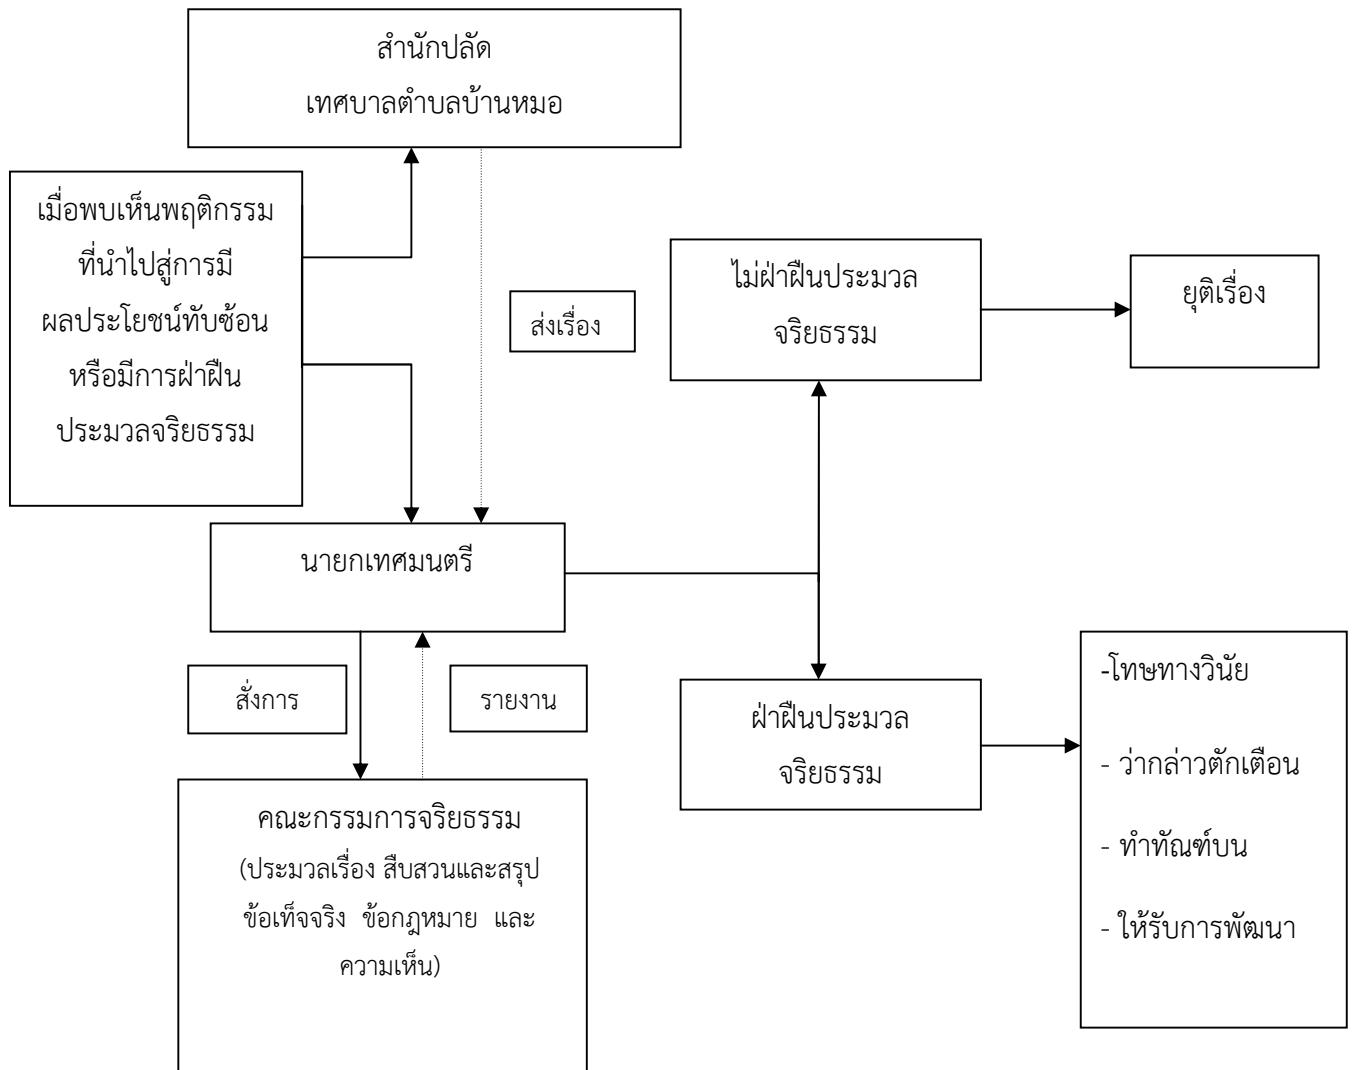 สำนักปลัด
เทศบาลตำบลบ้านหมอ
เมื่อพบเห็นพฤติกรรม
ที่นำไปสู่การมี
ผลประโยชน์ทับซ้อน
หรือมีการฝ่าฝืน
ประมวลจริยธรรม
ส่งเรื่อง
ไม่ฝ่าฝืนประมวล
จริยธรรม
ยุติเรื่อง
นายกเทศมนตรี
สั่งการ
รายงาน
ฝ่าฝืนประมวล
จริยธรรม
-โทษทางวินัย
- ว่ากล่าวตักเตือน
- ทำทัณฑ์บน
- ให้รับการพัฒนา
คณะกรรมการจริยธรรม
(ประมวลเรื่อง สืบสวนและสรุป
ข้อเท็จจริง ข้อกฎหมาย และ
ความเห็น)